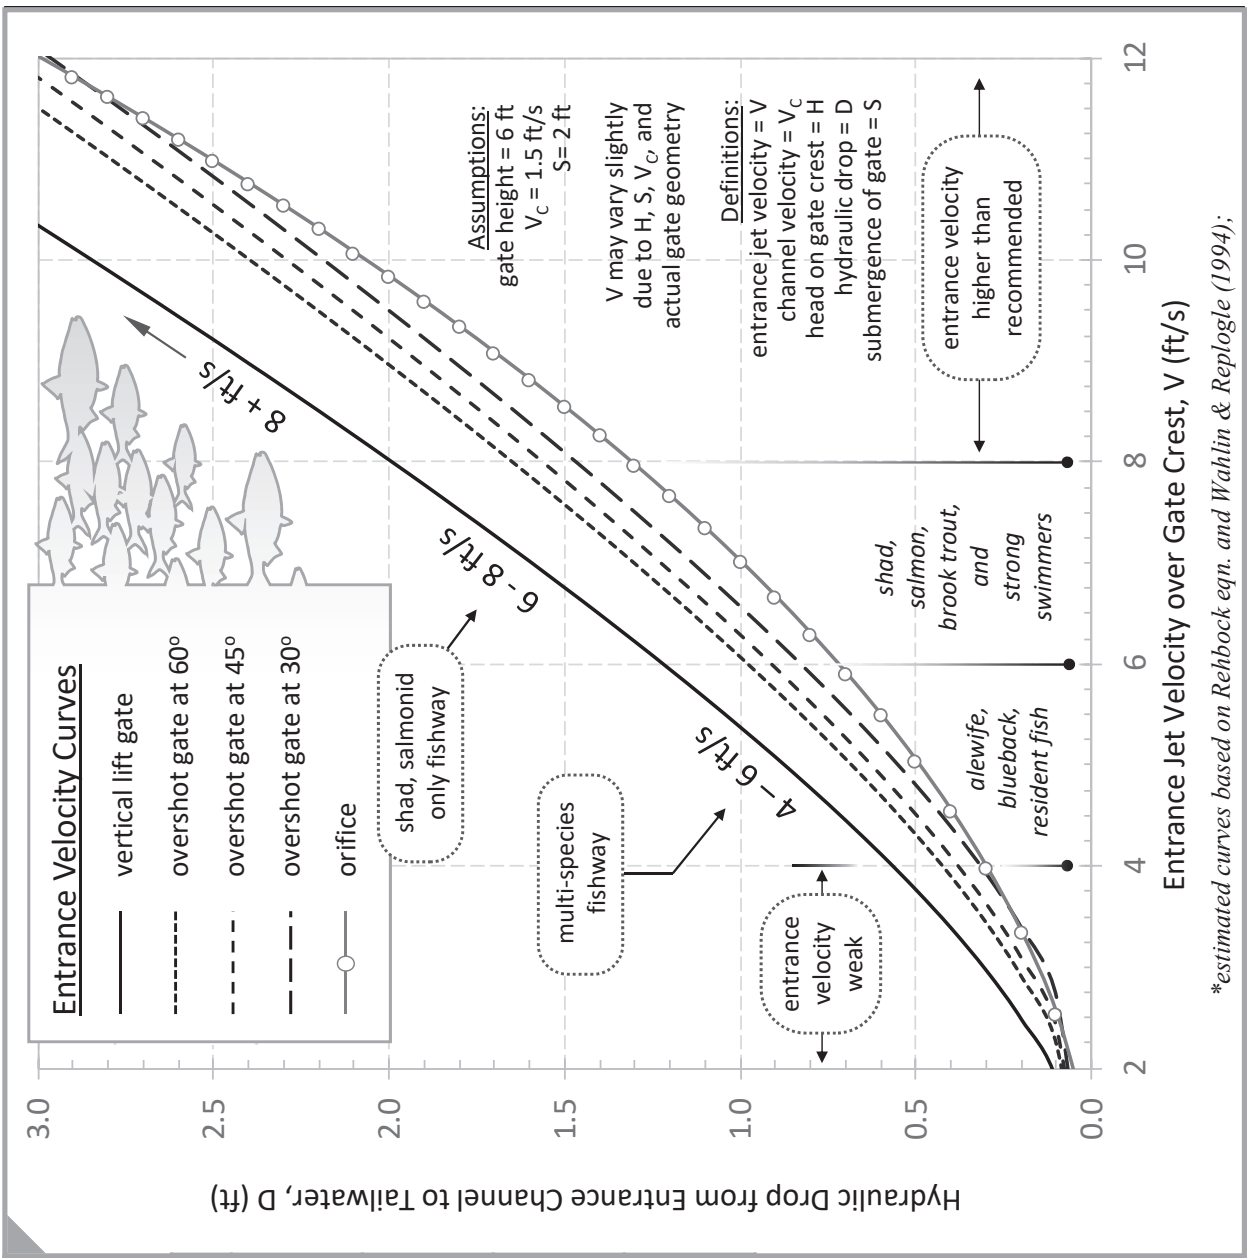 Entrance Velocity Curves
vertical lift gate
overshot gate at 60º
overshot gate at 45º
overshot gate at 30º
orifice
3.0
2.5
2.0
1.5
1.0
0.5
0.0
Hydraulic Drop from Entrance Channel to Tailwater, D (ft)
8 + ft/s
6 - 8 ft/s
4 – 6 ft/s
shad, salmonid
only fishway
multi-species
fishway
entrance
velocity
weak
alewife,
blueback,
resident fish
shad,
salmon,
brook trout,
and
strong
swimmers
Assumptions:
gate height = 6 ft
VC = 1.5 ft/s
S= 2 ft
V may vary slightly
due to H, S, VC, and
actual gate geometry
Definitions:
entrance jet velocity = V
channel velocity = VC
head on gate crest = H
hydraulic drop = D
submergence of gate = S
entrance velocity
higher than
recommended
2 4 6 8 10 12
Entrance Jet Velocity over Gate Crest, V (ft/s)
*estimated curves based on Rehbock eqn. and Wahlin & Replogle (1994);